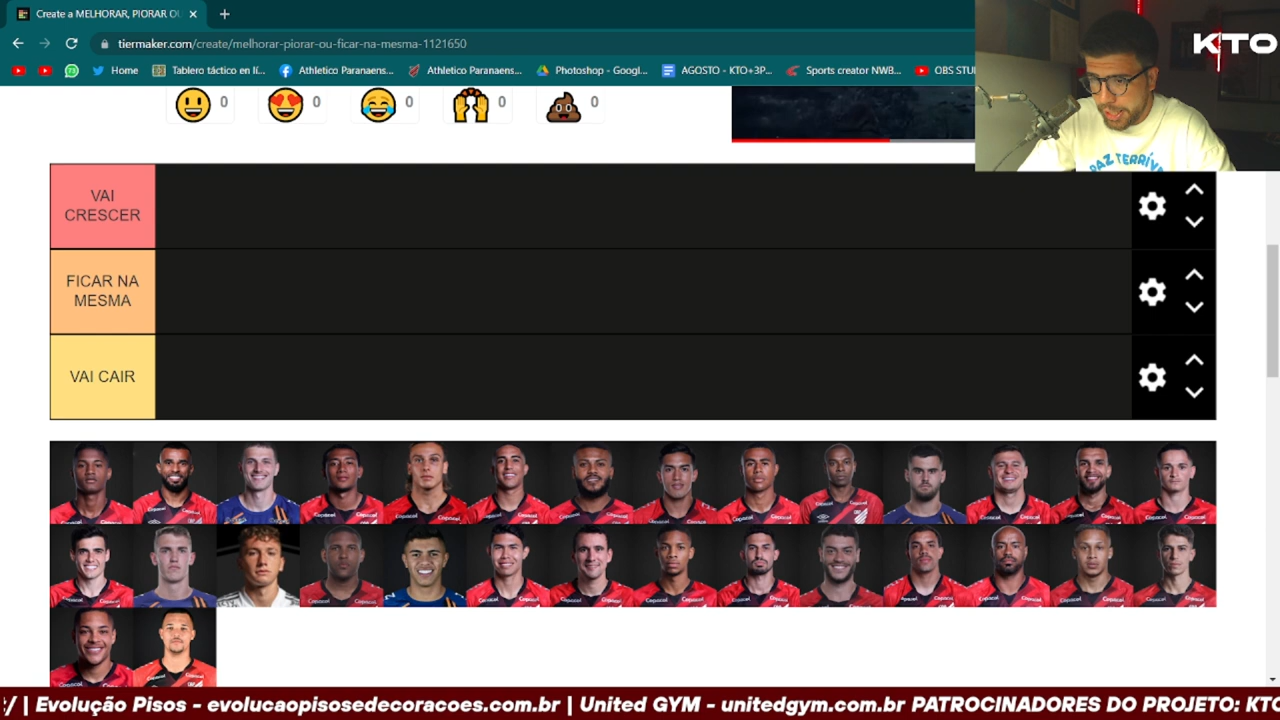 Create a MELHORAR, PIORAR OU
tiermaker.com/create/melhorar-piorar-ou-ficar-na-mesma-1121650
Home
Tablero táctico en lí...
Athletico Paranaens...
Athletico Paranaens...
Photoshop - Googl...
AGOSTO - KTO+3P...
Sports creator NWB...
OBS STU
KTO
PAZ TERRÍV
0
0
0
0
0
VAI
CRESCER
FICAR NA
MESMA
VAI CAIR
/ | Evolução Pisos - evolucaopisosedecoracoes.com.br | United GYM - unitedgym.com.br PATROCINADORES DO PROJETO: KTO